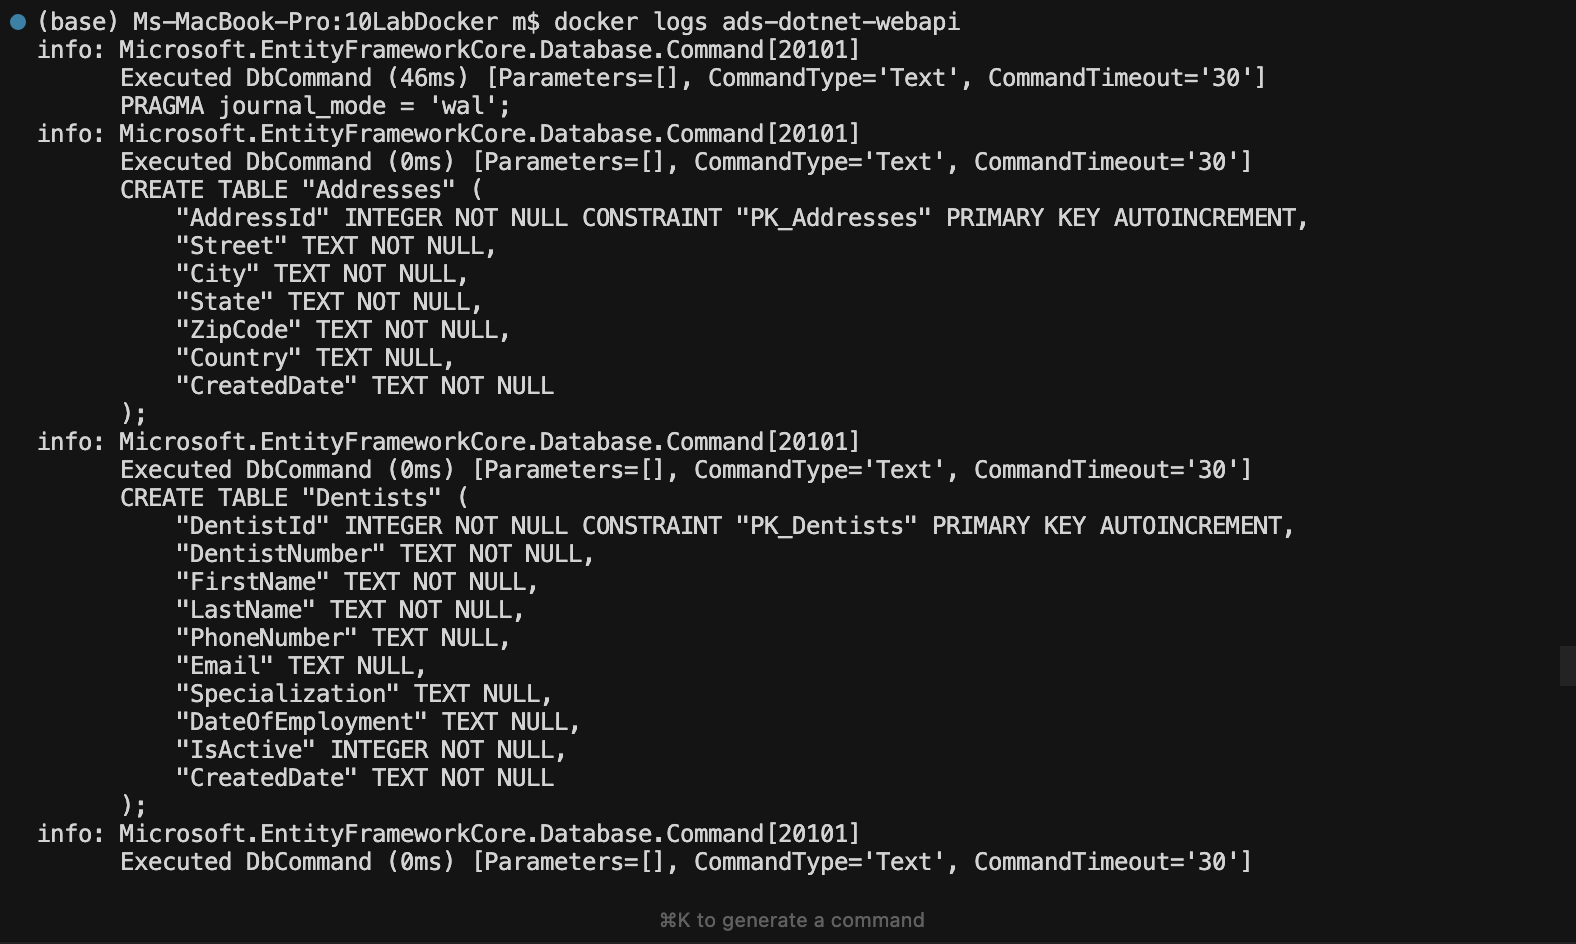 (base) Ms-MacBook-Pro:10LabDocker m$ docker logs ads-dotnet-webapi
info: Microsoft.EntityFrameworkCore.Database.Command[20101]
      Executed DbCommand (46ms) [Parameters=[], CommandType='Text', CommandTimeout='30']
      PRAGMA journal_mode = 'wal';
info: Microsoft.EntityFrameworkCore.Database.Command[20101]
      Executed DbCommand (0ms) [Parameters=[], CommandType='Text', CommandTimeout='30']
      CREATE TABLE "Addresses" (
          "AddressId" INTEGER NOT NULL CONSTRAINT "PK_Addresses" PRIMARY KEY AUTOINCREMENT,
          "Street" TEXT NOT NULL,
          "City" TEXT NOT NULL,
          "State" TEXT NOT NULL,
          "ZipCode" TEXT NOT NULL,
          "Country" TEXT NULL,
          "CreatedDate" TEXT NOT NULL
      );
info: Microsoft.EntityFrameworkCore.Database.Command[20101]
      Executed DbCommand (0ms) [Parameters=[], CommandType='Text', CommandTimeout='30']
      CREATE TABLE "Dentists" (
          "DentistId" INTEGER NOT NULL CONSTRAINT "PK_Dentists" PRIMARY KEY AUTOINCREMENT,
          "DentistNumber" TEXT NOT NULL,
          "FirstName" TEXT NOT NULL,
          "LastName" TEXT NOT NULL,
          "PhoneNumber" TEXT NULL,
          "Email" TEXT NULL,
          "Specialization" TEXT NULL,
          "DateOfEmployment" TEXT NULL,
          "IsActive" INTEGER NOT NULL,
          "CreatedDate" TEXT NOT NULL
      );
info: Microsoft.EntityFrameworkCore.Database.Command[20101]
      Executed DbCommand (0ms) [Parameters=[], CommandType='Text', CommandTimeout='30']
⌘K to generate a command